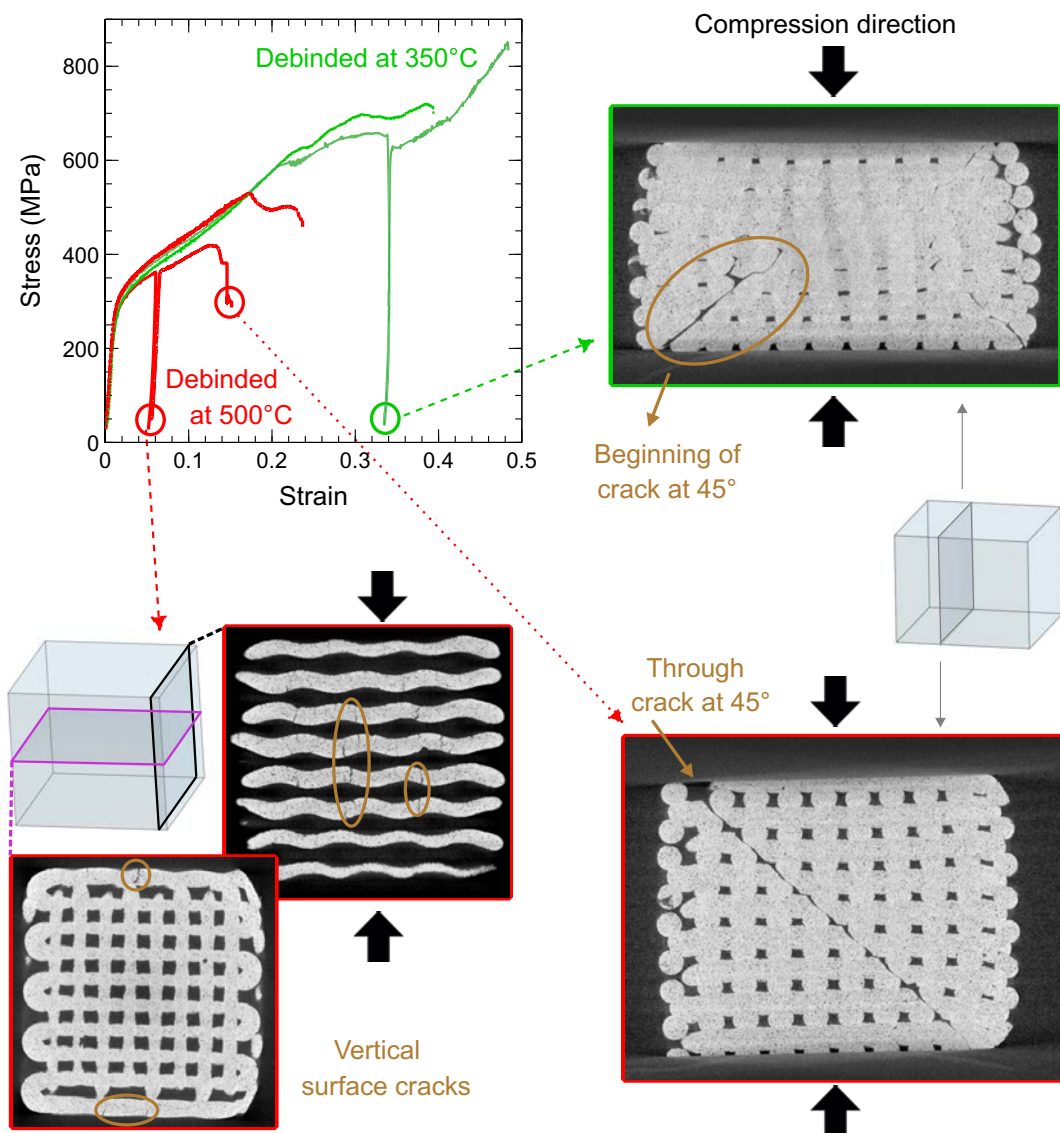 Compression direction
Debinded at 350°C
Stress (MPa)
800
600
400
200
0
Debinded
at 500°C
0
0.1
0.2
0.3
0.4
0.5
Strain
Beginning of
crack at 45°
Through
crack at 45°
Vertical
surface cracks